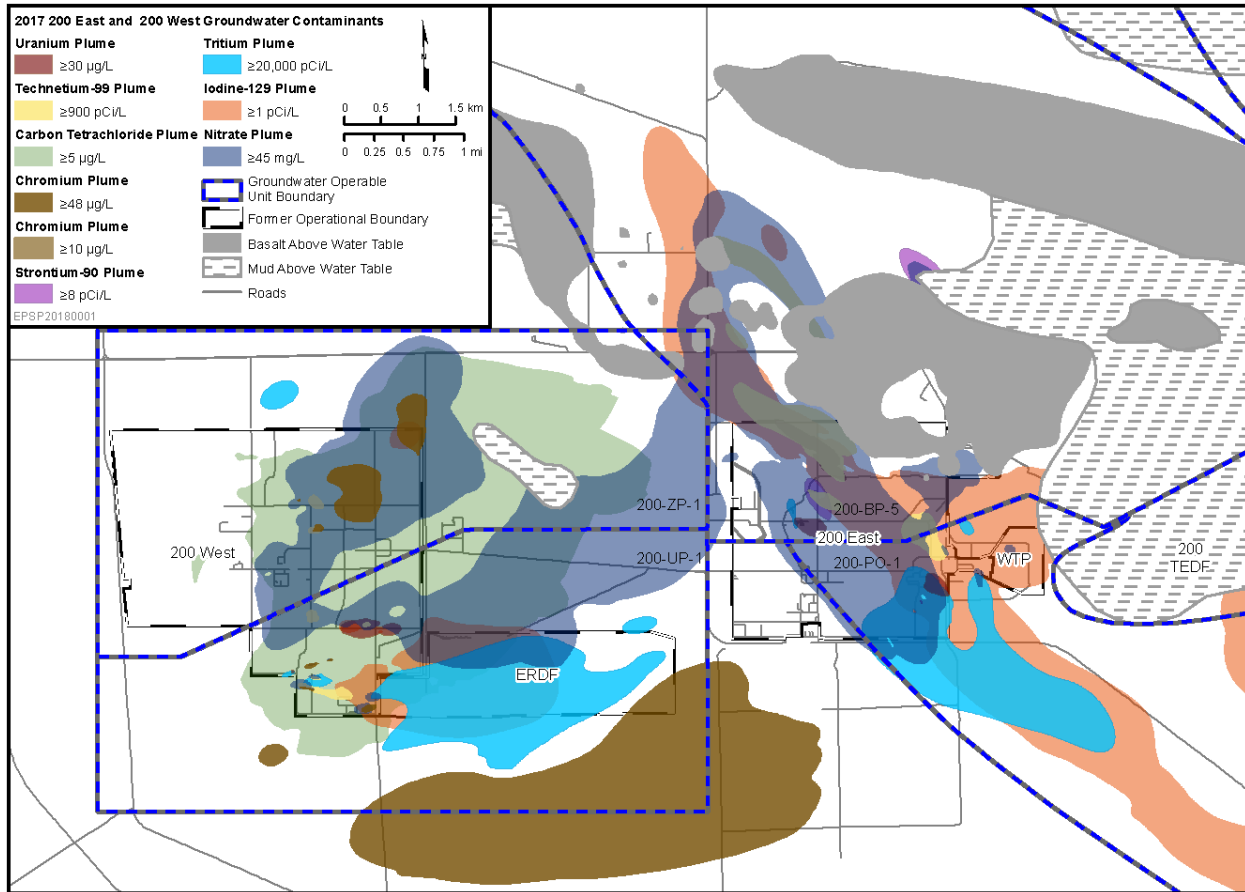 2017 200 East and 200 West Groundwater Contaminants
Uranium Plume
≥30 µg/L
Technetium-99 Plume
≥900 pCi/L
Carbon Tetrachloride Plume
≥5 µg/L
Chromium Plume
≥48 µg/L
Chromium Plume
≥10 µg/L
Strontium-90 Plume
≥8 pCi/L
EPSP20180001
Tritium Plume
≥20,000 pCi/L
Iodine-129 Plume
≥1 pCi/L
Nitrate Plume
≥45 mg/L
Groundwater Operable
Unit Boundary
Former Operational Boundary
Basalt Above Water Table
Mud Above Water Table
Roads
0 0.5 1 1.5 km
0 0.25 0.5 0.75 1 mi
200-ZP-1
200-BP-5
200 East
200 West
200-UP-1
200-PO-1
WTP
200
TEDF
ERDF